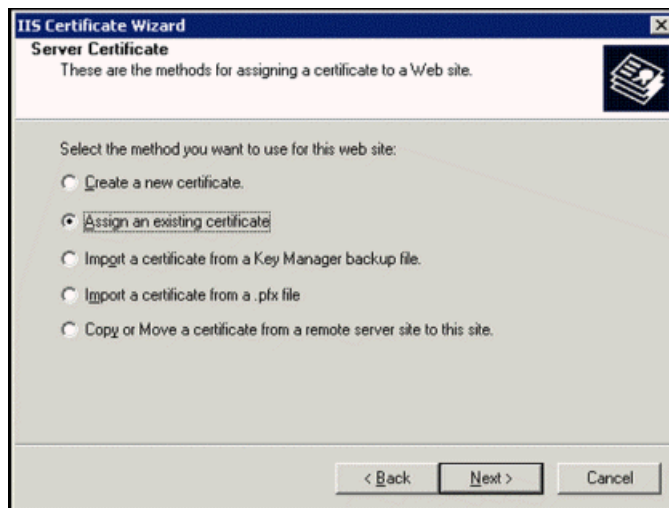 IIS Certificate Wizard
Server Certificate
These are the methods for assigning a certificate to a Web site.
Select the method you want to use for this web site:
Create a new certificate.
Assign an existing certificate
Import a certificate from a Key Manager backup file.
Import a certificate from a .pfx file
Copy or Move a certificate from a remote server site to this site.
< Back Next > Cancel